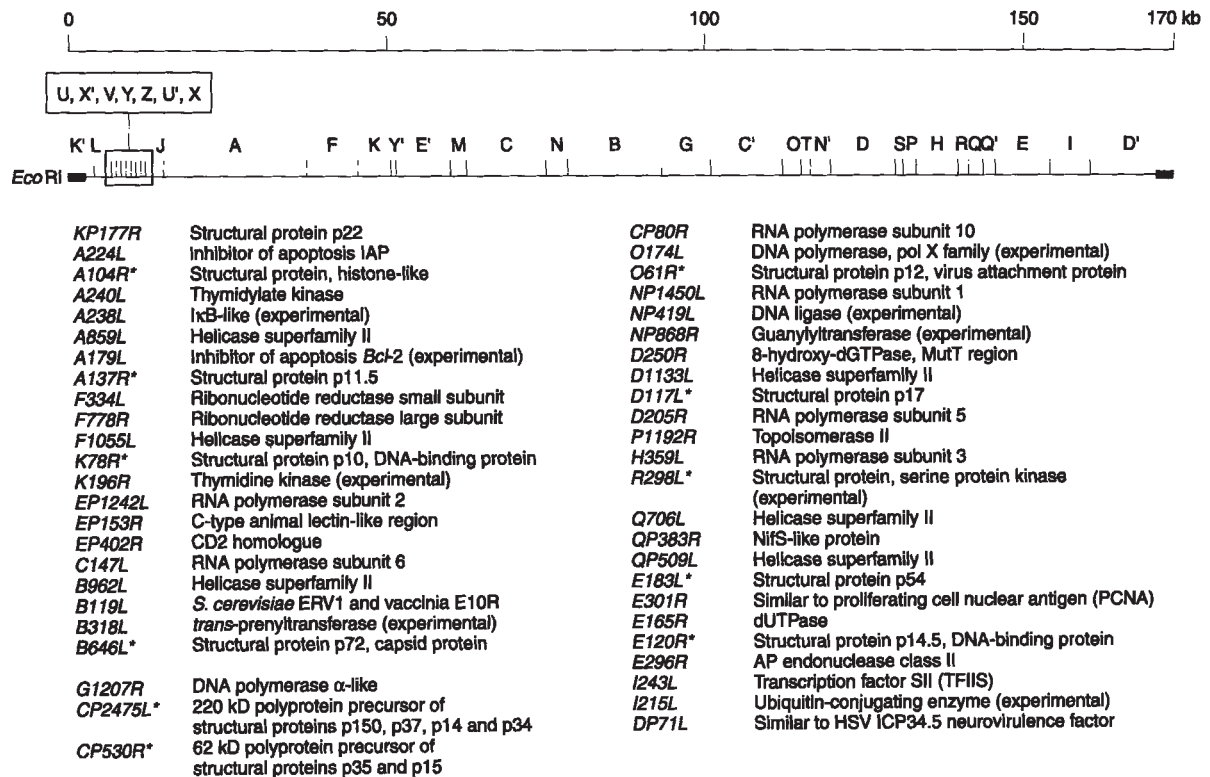 0 50 100 150 170 kb
U, X', V, Y, Z, U', X
K' L J A F K Y' E' M C N B G C' O T N' D S P H R Q Q' E I D'
EcoRI
KP177R Structural protein p22
A224L Inhibitor of apoptosis IAP
A104R* Structural protein, histone-like
A240L Thymidylate kinase
A238L IκB-like (experimental)
A859L Helicase superfamily II
A179L Inhibitor of apoptosis Bcl-2 (experimental)
A137R* Structural protein p11.5
F334L Ribonucleotide reductase small subunit
F778R Ribonucleotide reductase large subunit
F1055L Helicase superfamily II
K78R* Structural protein p10, DNA-binding protein
K196R Thymidine kinase (experimental)
EP1242L RNA polymerase subunit 2
EP153R C-type animal lectin-like region
EP402R CD2 homologue
C147L RNA polymerase subunit 6
B962L Helicase superfamily II
B119L S. cerevisiae ERV1 and vaccinia E10R
B318L trans-prenyltransferase (experimental)
B646L* Structural protein p72, capsid protein
G1207R DNA polymerase α-like
CP2475L* 220 kD polyprotein precursor of
structural proteins p150, p37, p14 and p34
CP530R* 62 kD polyprotein precursor of
structural proteins p35 and p15
CP80R RNA polymerase subunit 10
O174L DNA polymerase, pol X family (experimental)
O61R* Structural protein p12, virus attachment protein
NP1450L RNA polymerase subunit 1
NP419L DNA ligase (experimental)
NP868R Guanylyltransferase (experimental)
D250R 8-hydroxy-dGTPase, MutT region
D1133L Helicase superfamily II
D117L* Structural protein p17
D205R RNA polymerase subunit 5
P1192R Topoisomerase II
H359L RNA polymerase subunit 3
R298L* Structural protein, serine protein kinase
(experimental)
Q706L Helicase superfamily II
QP383R NifS-like protein
QP509L Helicase superfamily II
E183L* Structural protein p54
E301R Similar to proliferating cell nuclear antigen (PCNA)
E165R dUTPase
E120R* Structural protein p14.5, DNA-binding protein
E296R AP endonuclease class II
I243L Transcription factor SII (TFIIS)
I215L Ubiquitin-conjugating enzyme (experimental)
DP71L Similar to HSV ICP34.5 neurovirulence factor